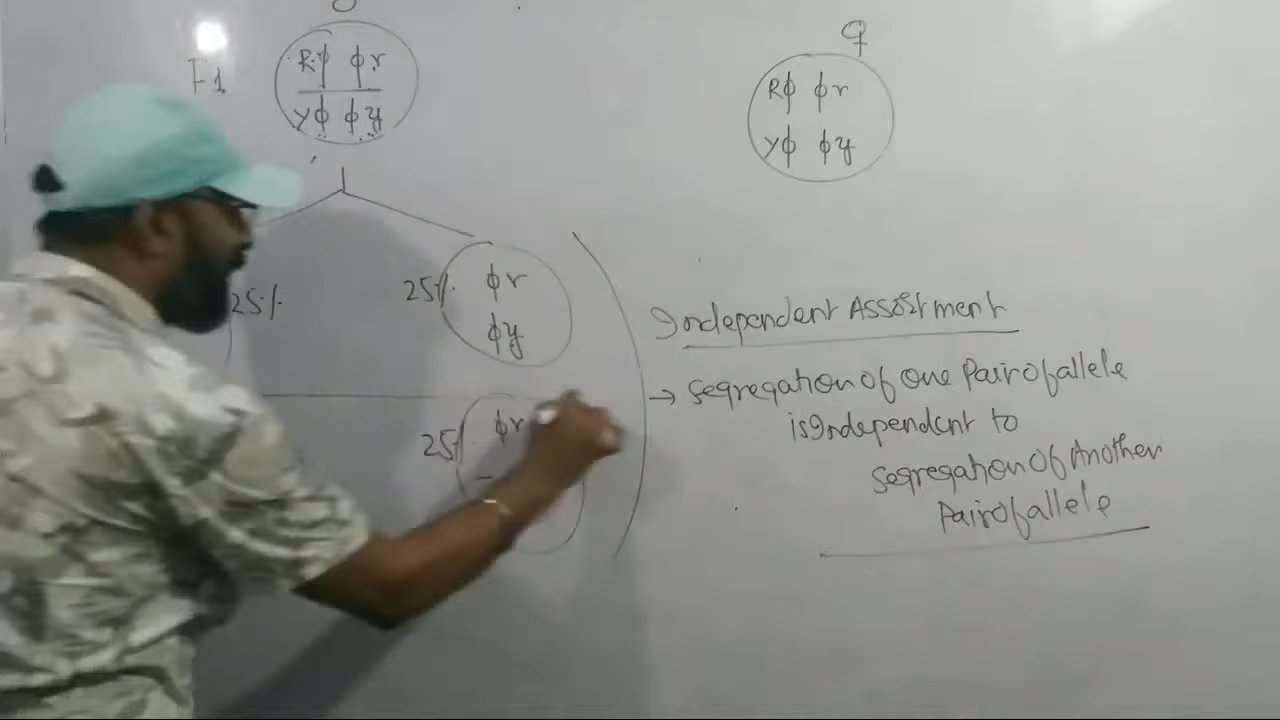 ♀
F1
Rϕ ϕr
Yϕ ϕy
Rϕ ϕr
Yϕ ϕy
25%
25%
ϕr
ϕy
25%
ϕr
Independent Assortment
→ Segregation of one Pair of allele
is Independent to
Segregation Of Another
Pair of allele